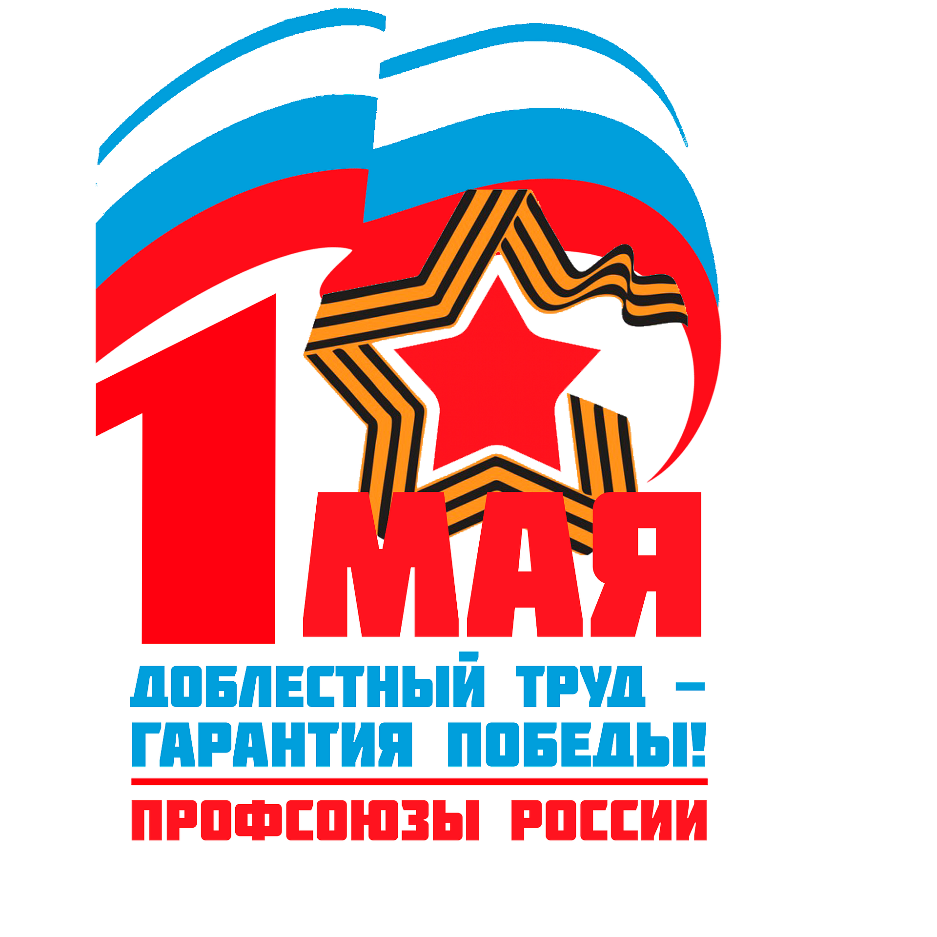 1 МАЯ
ДОБЛЕСТНЫЙ ТРУД –
ГАРАНТИЯ ПОБЕДЫ!
ПРОФСОЮЗЫ РОССИИ